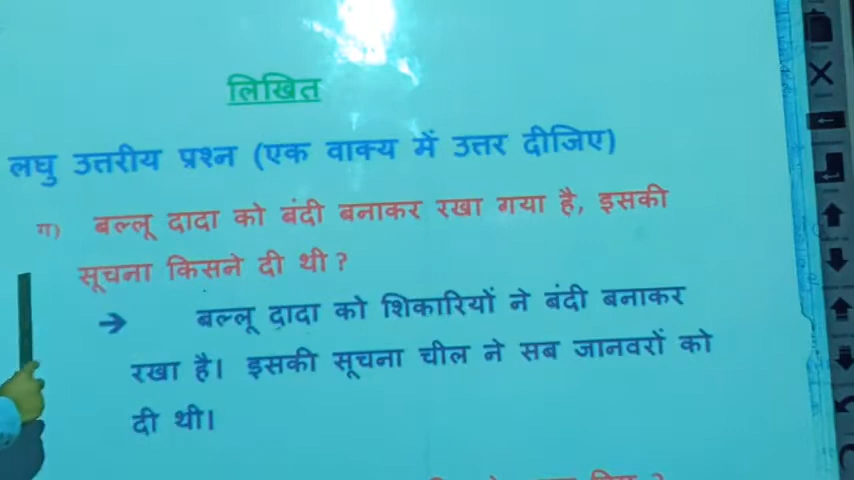 लिखित
लघु उत्तरीय प्रश्न (एक वाक्य में उत्तर दीजिए)
ग) बल्लू दादा को बंदी बनाकर रखा गया है, इसकी
सूचना किसने दी थी ?
→ बल्लू दादा को शिकारियों ने बंदी बनाकर
रखा है। इसकी सूचना चील ने सब जानवरों को
दी थी।